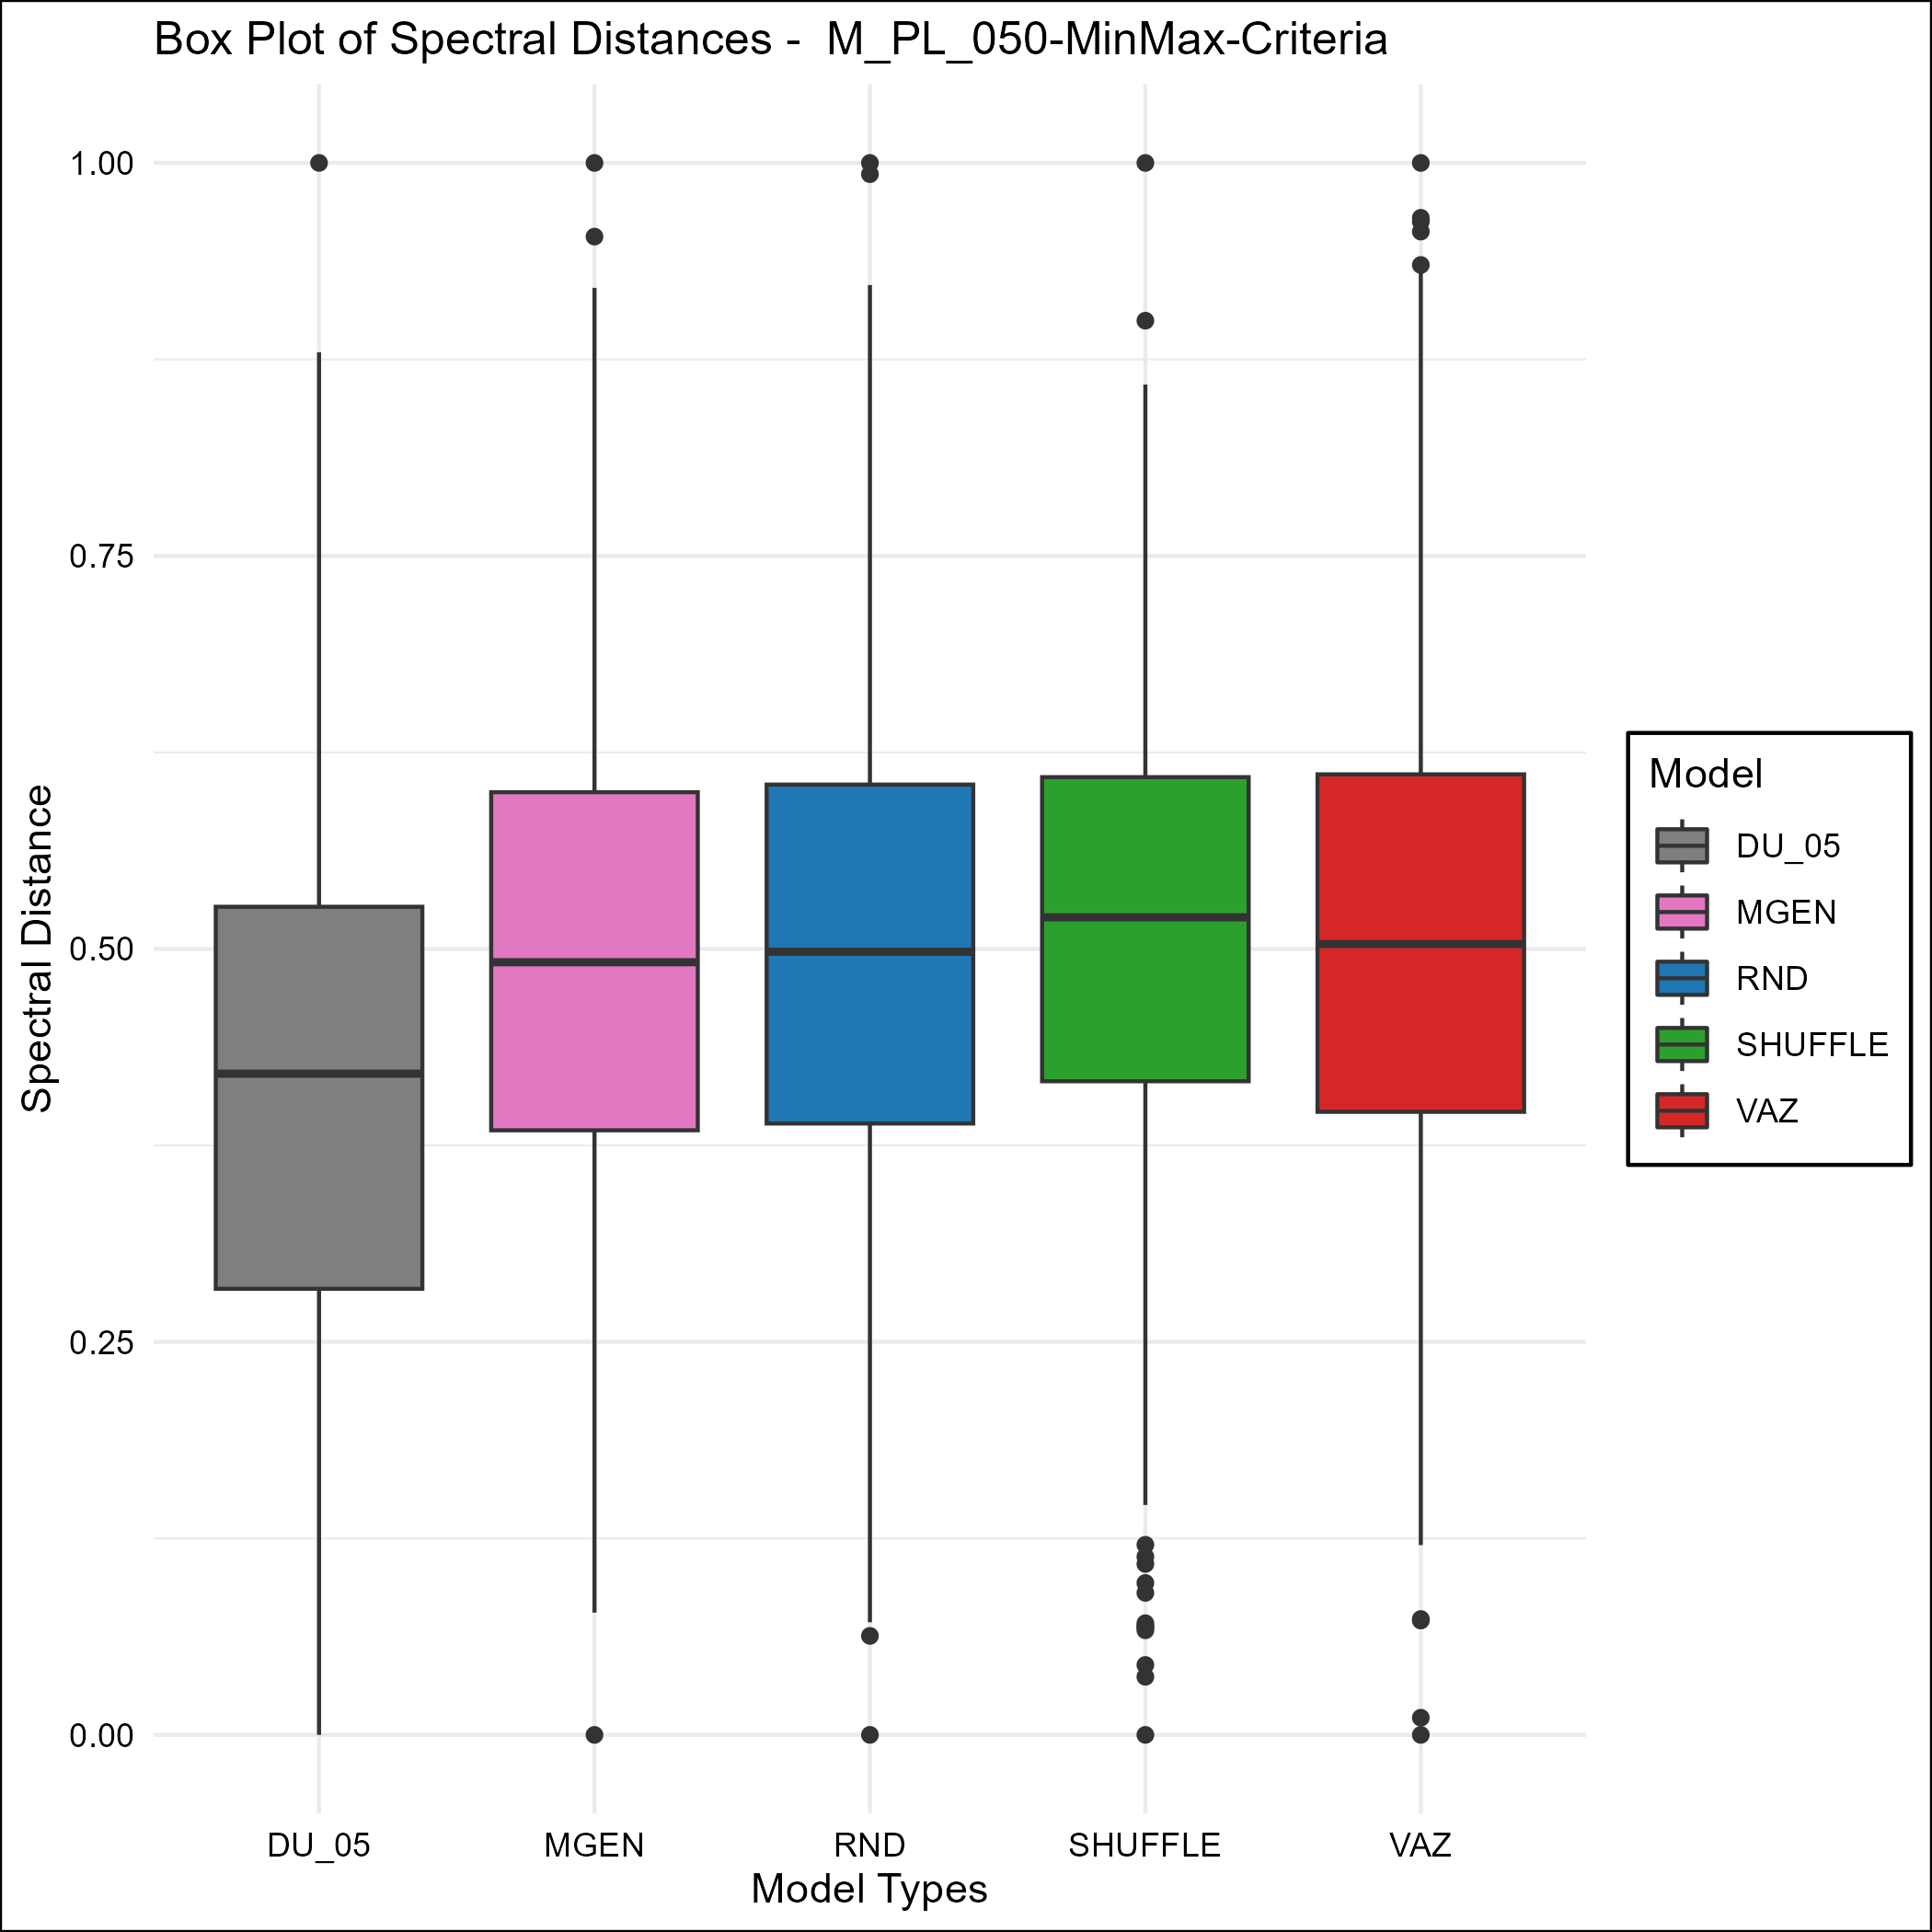 Box Plot of Spectral Distances -  M_PL_050-MinMax-Criteria
Spectral Distance
1.00
0.75
0.50
0.25
0.00
DU_05
MGEN
RND
SHUFFLE
VAZ
Model Types
Model
DU_05
MGEN
RND
SHUFFLE
VAZ